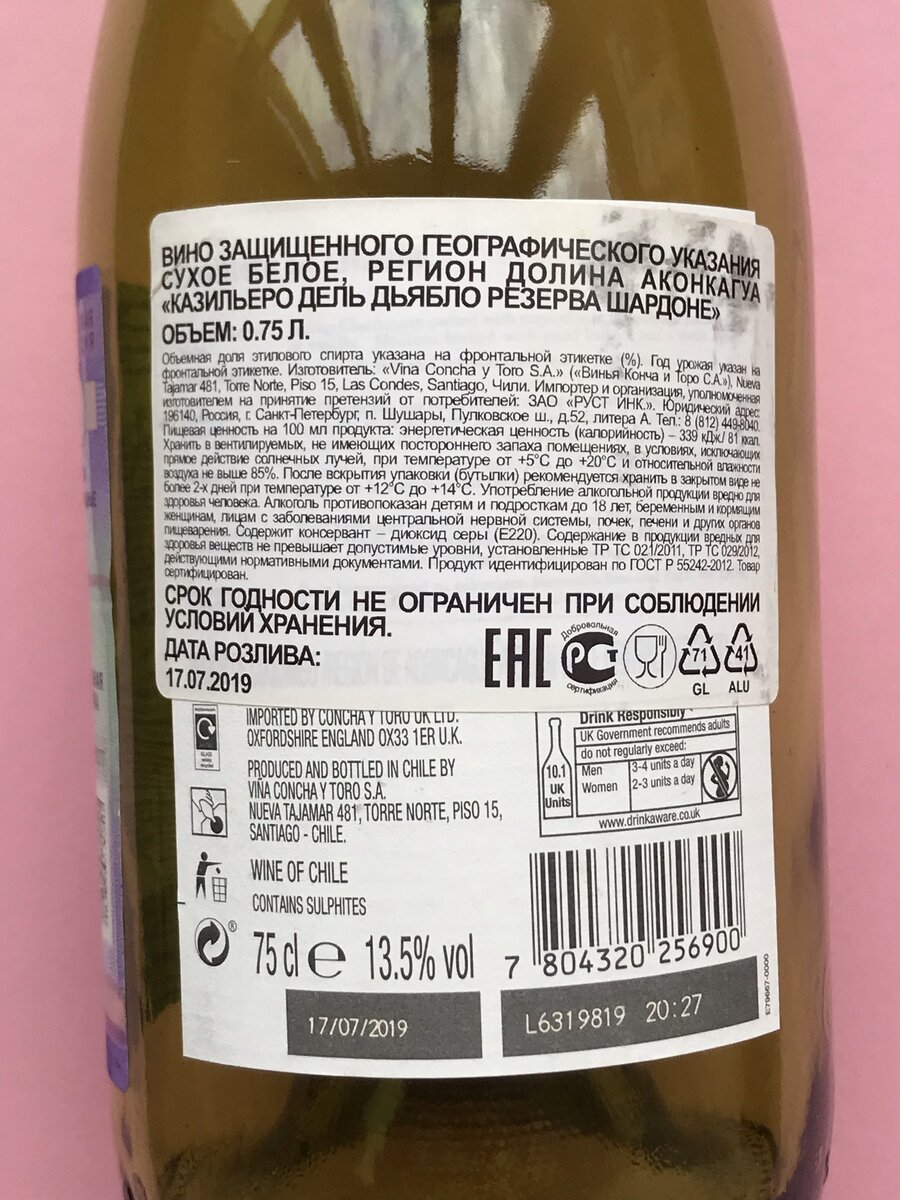 ВИНО ЗАЩИЩЕННОГО ГЕОГРАФИЧЕСКОГО УКАЗАНИЯ
СУХОЕ БЕЛОЕ, РЕГИОН ДОЛИНА АКОНКАГУА
«КАЗИЛЬЕРО ДЕЛЬ ДЬЯБЛО РЕЗЕРВА ШАРДОНЕ»
ОБЪЕМ: 0.75 Л.
Объемная доля этилового спирта указана на фронтальной этикетке (%). Год урожая указан на
фронтальной этикетке. Изготовитель: «Vina Concha y Toro S.A.» («Винья Конча и Торо С.А.»), Nueva
Tajamar 481, Torre Norte, Piso 15, Las Condes, Santiago, Чили. Импортер и организация, уполномоченная
изготовителем на принятие претензий от потребителей: ЗАО «РУСТ ИНК.». Юридический адрес:
196140, Россия, г. Санкт-Петербург, п. Шушары, Пулковское ш., д.52, литера А. Тел.: 8 (812) 449-8040.
Пищевая ценность на 100 мл продукта: энергетическая ценность (калорийность) – 339 кДж/ 81 ккал.
Хранить в вентилируемых, не имеющих постороннего запаха помещениях, в условиях, исключающих
прямое действие солнечных лучей, при температуре от +5°С до +20°С и относительной влажности
воздуха не выше 85%. После вскрытия упаковки (бутылки) рекомендуется хранить в закрытом виде не
более 2-х дней при температуре от +12°С до +14°С. Употребление алкогольной продукции вредно для
здоровья человека. Алкоголь противопоказан детям и подросткам до 18 лет, беременным и кормящим
женщинам, лицам с заболеваниями центральной нервной системы, почек, печени и других органов
пищеварения. Содержит консервант – диоксид серы (Е220). Содержание в продукции вредных для
здоровья веществ не превышает допустимые уровни, установленные ТР ТС 021/2011, ТР ТС 029/2012,
действующими нормативными документами. Продукт идентифицирован по ГОСТ Р 55242-2012. Товар
сертифицирован.
СРОК ГОДНОСТИ НЕ ОГРАНИЧЕН ПРИ СОБЛЮДЕНИИ
УСЛОВИЙ ХРАНЕНИЯ.
ДАТА РОЗЛИВА:
17.07.2019
ЕАС
Добровольная
РСТ
сертификация
71
GL
41
ALU
IMPORTED BY CONCHA Y TORO UK LTD.
OXFORDSHIRE ENGLAND OX33 1ER U.K.
PRODUCED AND BOTTLED IN CHILE BY
VIÑA CONCHA Y TORO S.A.
NUEVA TAJAMAR 481, TORRE NORTE, PISO 15,
SANTIAGO - CHILE.
WINE OF CHILE
CONTAINS SULPHITES
75 cl e 13.5% vol
17/07/2019
Drink Responsibly
UK Government recommends adults
do not regularly exceed:
Men 3-4 units a day
Women 2-3 units a day
10.1
UK
Units
www.drinkaware.co.uk
7 804320 256900
L6319819 20:27
E79667-0000